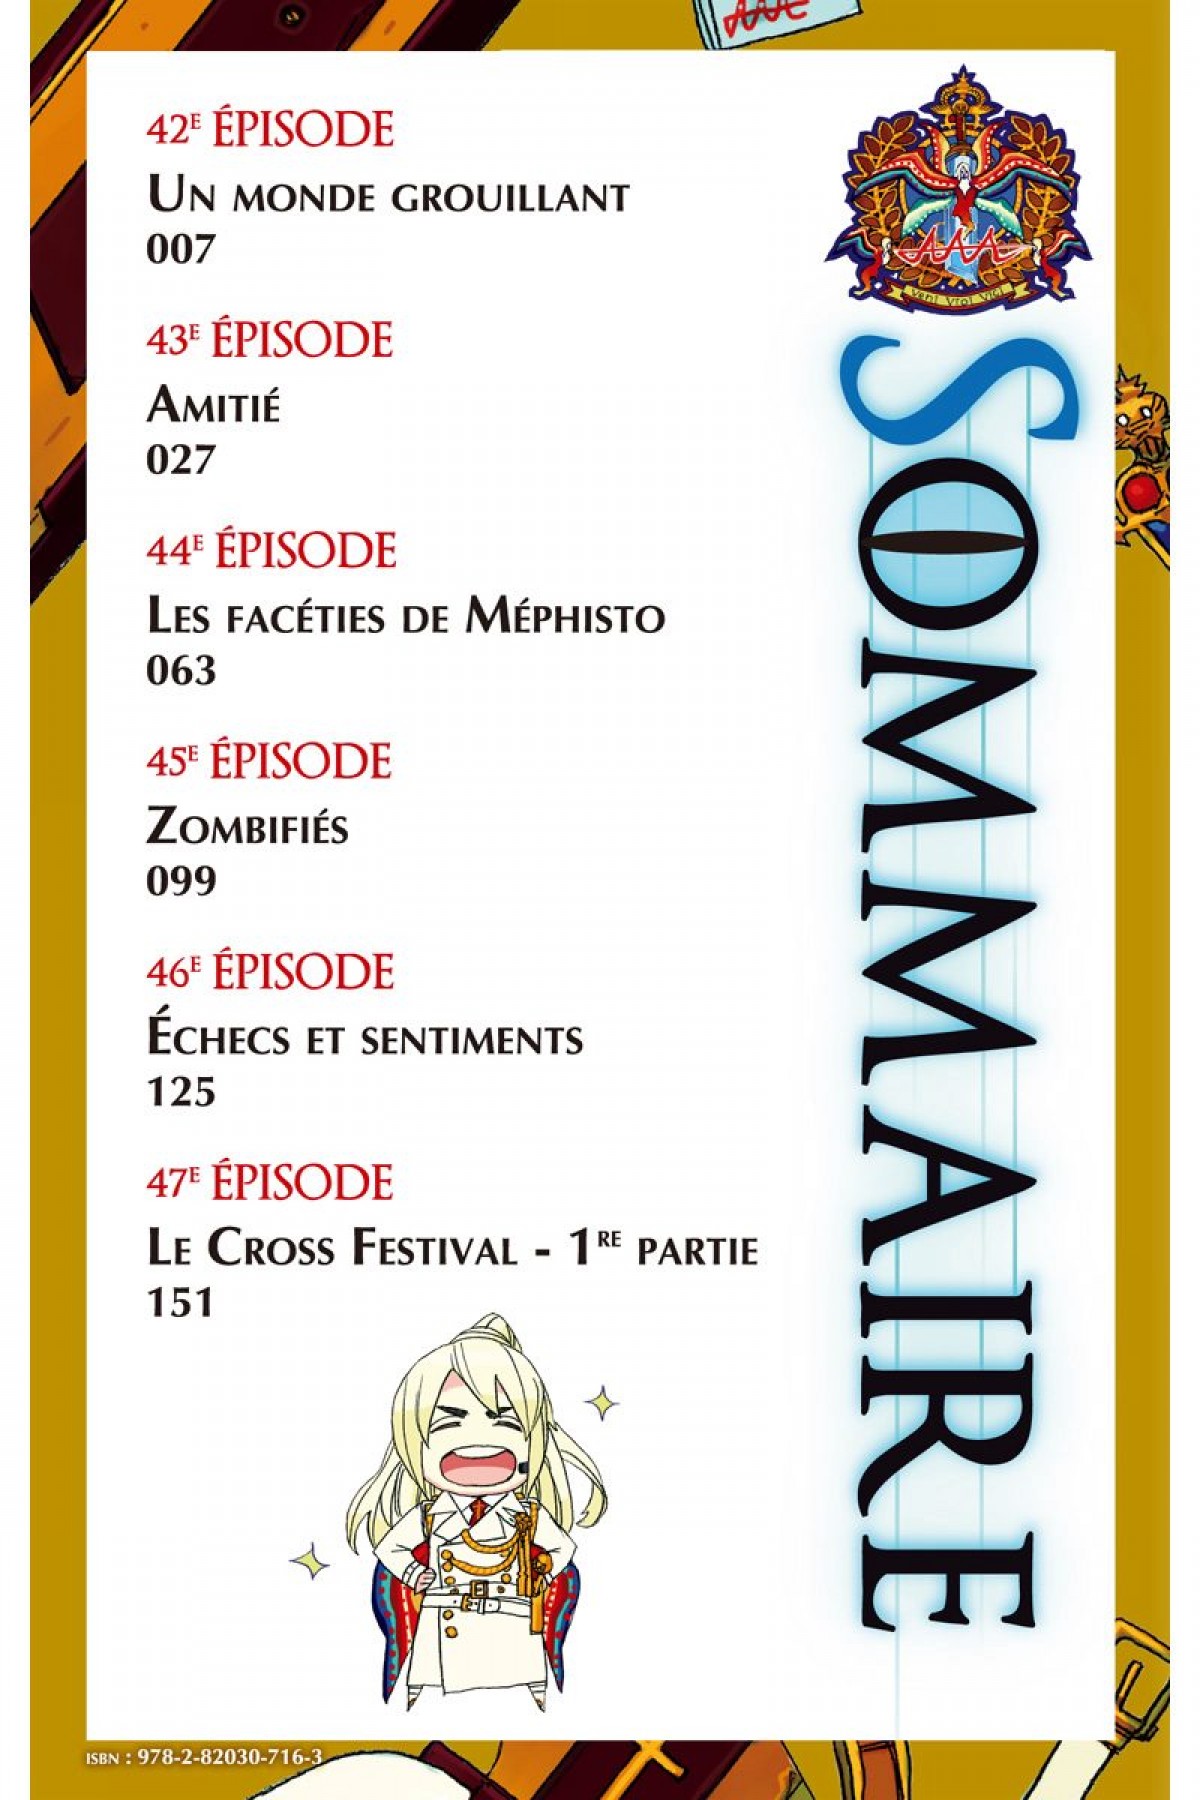 42E ÉPISODE
UN MONDE GROUILLANT
007
43E ÉPISODE
AMITIÉ
027
44E ÉPISODE
LES FACÉTIES DE MÉPHISTO
063
45E ÉPISODE
ZOMBIFIÉS
099
46E ÉPISODE
ÉCHECS ET SENTIMENTS
125
47E ÉPISODE
LE CROSS FESTIVAL - 1RE PARTIE
151
AAA
SOMMAIRE
ISBN : 978-2-82030-716-3